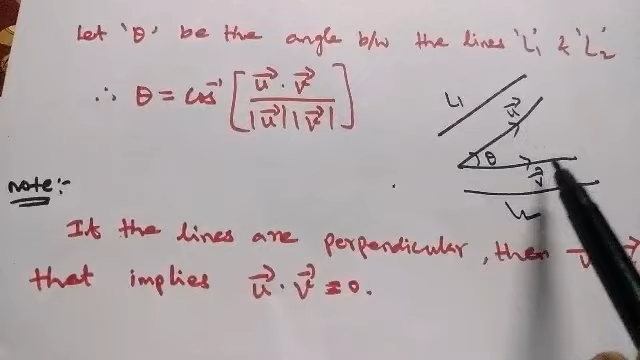 Let 'θ' be the angle b/w the lines 'L₁' & 'L₂'
∴ θ = cos⁻¹ [ u⃗ · v⃗ / |u⃗| |v⃗| ]
L₁
u⃗
θ
v⃗
L₂
note:-
If the lines are perpendicular, then
that implies u⃗ · v⃗ = 0.